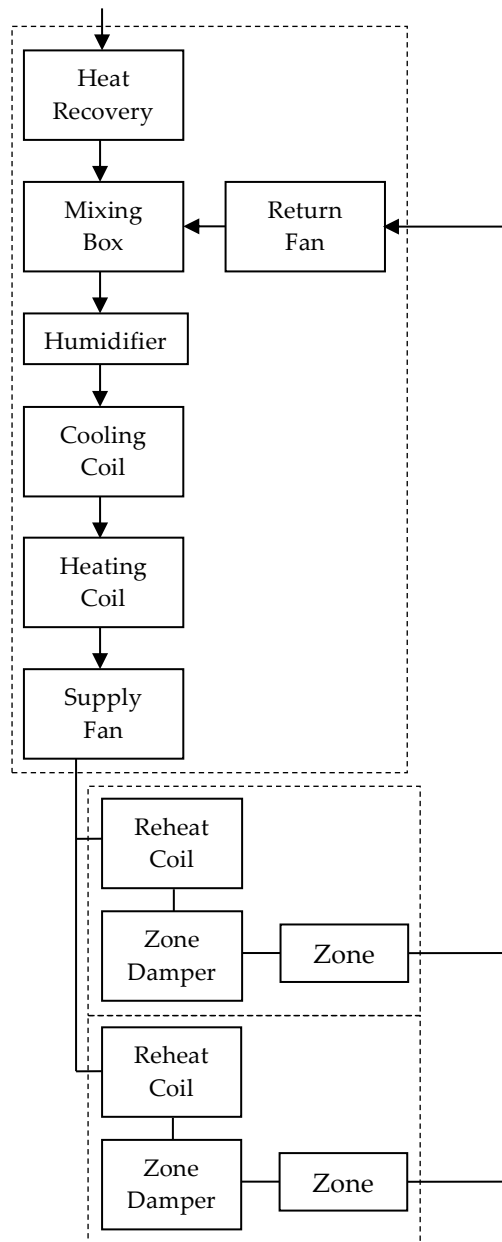 Heat
Recovery
Mixing
Box
Return
Fan
Humidifier
Cooling
Coil
Heating
Coil
Supply
Fan
Reheat
Coil
Zone
Damper
Zone
Reheat
Coil
Zone
Damper
Zone